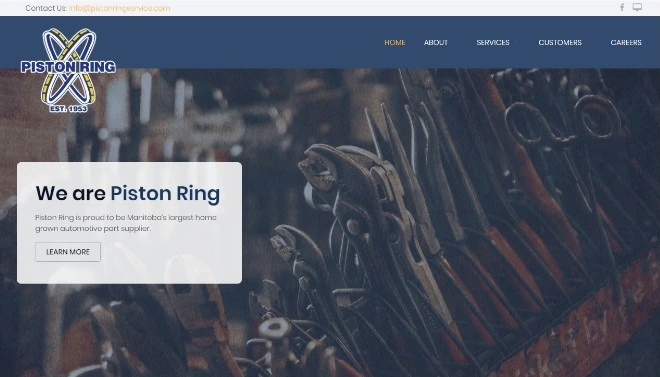 Contact Us: info@pistonringservice.com
PISTON RING
EST. 1953
HOME ABOUT SERVICES CUSTOMERS CAREERS
We are Piston Ring
Piston Ring is proud to be Manitoba's largest home
grown automotive part supplier.
LEARN MORE